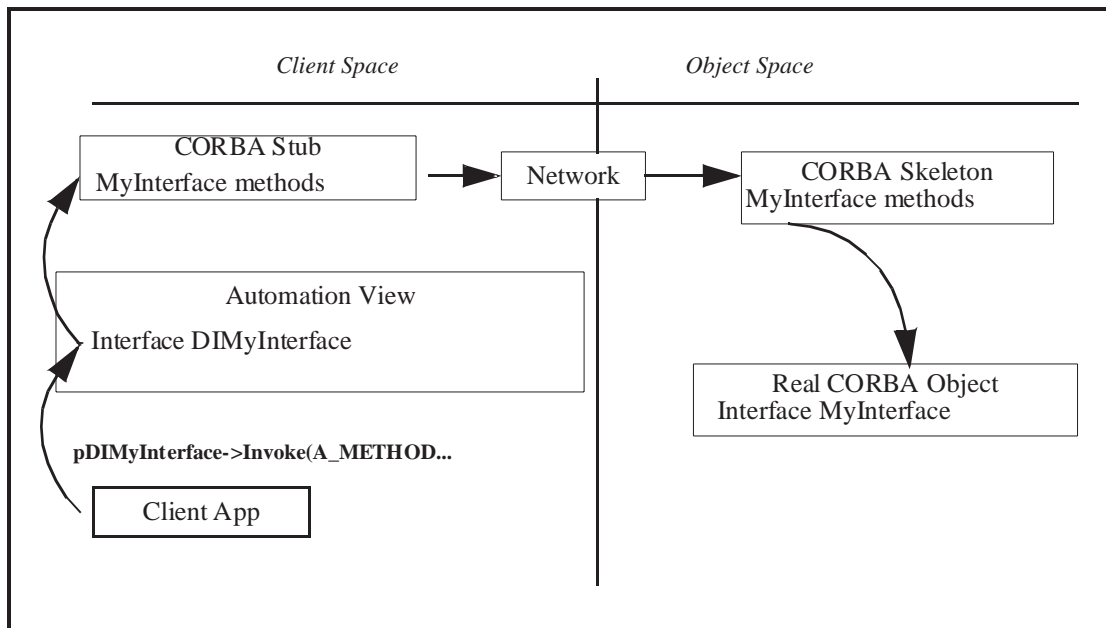 Client Space
Object Space
CORBA Stub
MyInterface methods
Network
CORBA Skeleton
MyInterface methods
Automation View
Interface DIMyInterface
Real CORBA Object
Interface MyInterface
pDIMyInterface->Invoke(A_METHOD...
Client App